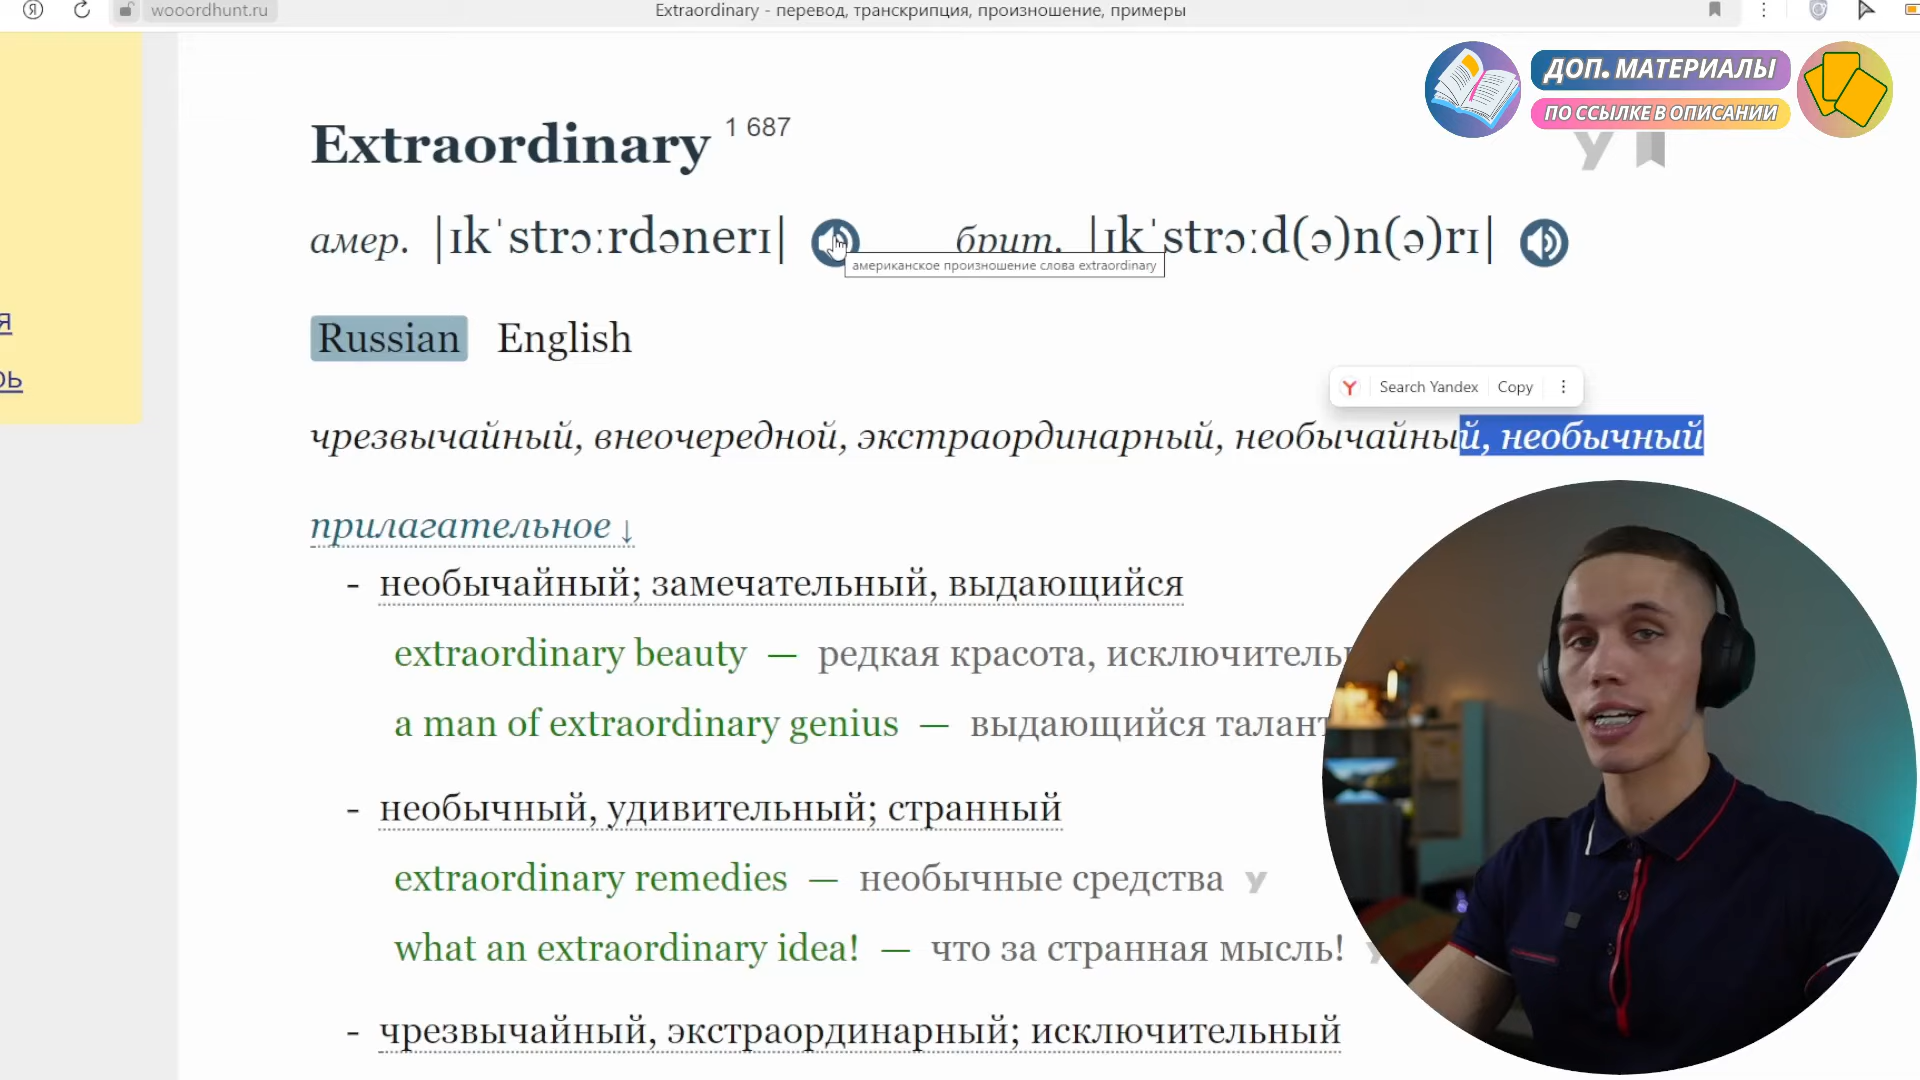 wooordhunt.ru
Extraordinary - перевод, транскрипция, произношение, примеры
ДОП. МАТЕРИАЛЫ
ПО ССЫЛКЕ В ОПИСАНИИ
Extraordinary 1 687
амер. |ɪkˈstrɔːrdənerɪ| брит. |ɪkˈstrɔːd(ə)n(ə)rɪ|
американское произношение слова extraordinary
Russian English
я
рь
Search Yandex Copy
чрезвычайный, внеочередной, экстраординарный, необычайный, необычный
прилагательное ↓
- необычайный; замечательный, выдающийся
extraordinary beauty — редкая красота, исключитель
a man of extraordinary genius — выдающийся талант
- необычный, удивительный; странный
extraordinary remedies — необычные средства
what an extraordinary idea! — что за странная мысль!
- чрезвычайный, экстраординарный; исключительный